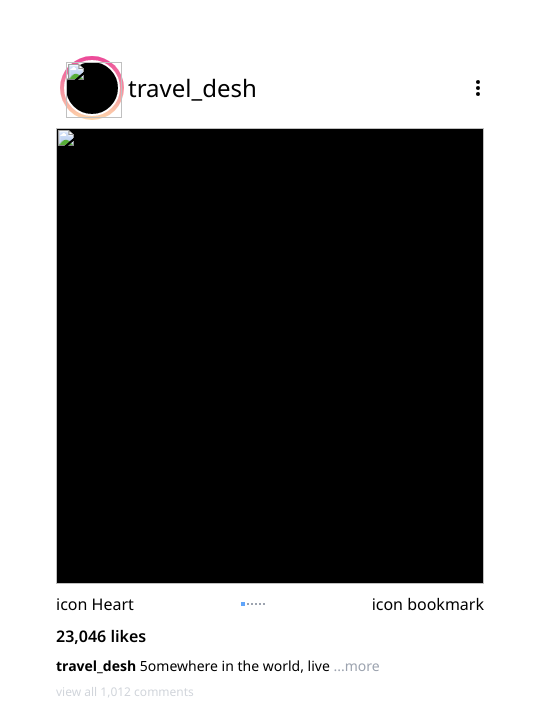 travel_desh
icon Heart
icon bookmark
23,046 likes
travel_desh 5omewhere in the world, live ...more
view all 1,012 comments